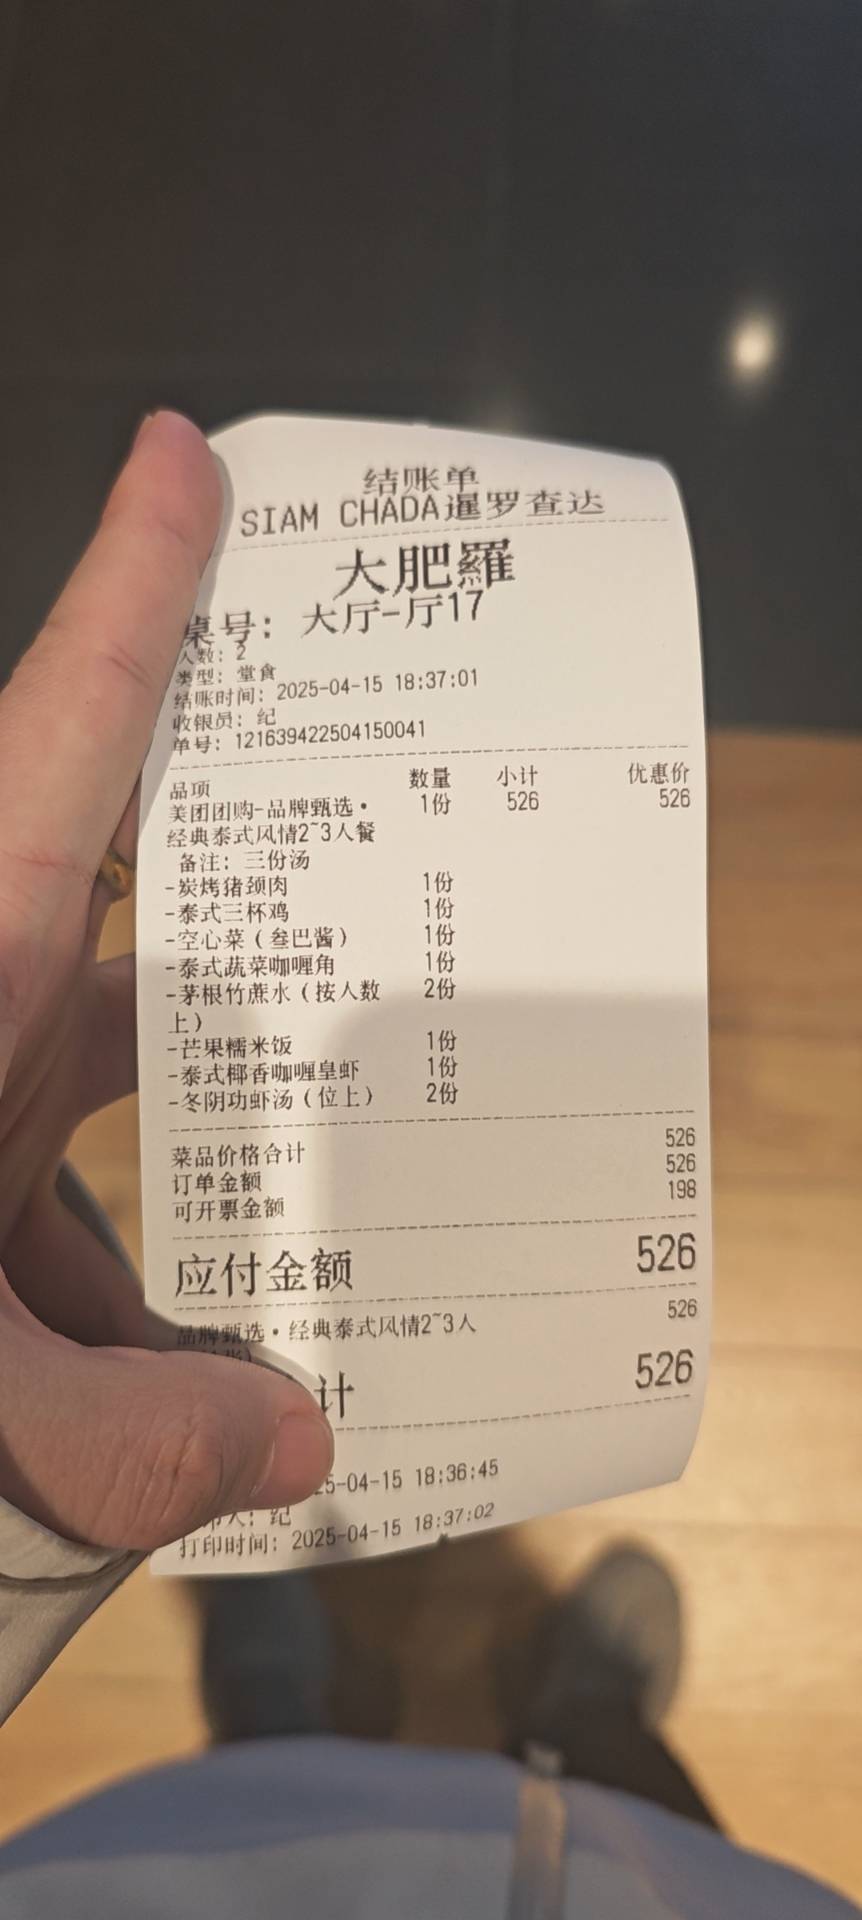 结账单
SIAM CHADA暹罗查达
大肥羅
桌号: 大厅-厅17
人数: 2
类型: 堂食
结账时间: 2025-04-15 18:37:01
收银员: 纪
单号: 121639422504150041
品项 数量 小计 优惠价
美团团购-品牌甄选· 1份 526 526
经典泰式风情2~3人餐
备注: 三份汤
-炭烤猪颈肉 1份
-泰式三杯鸡 1份
-空心菜(叁巴酱) 1份
-泰式蔬菜咖喱角 1份
-茅根竹蔗水(按人数 2份
上)
-芒果糯米饭 1份
-泰式椰香咖喱皇虾 1份
-冬阴功虾汤(位上) 2份
菜品价格合计 526
订单金额 526
可开票金额 198
应付金额 526
品牌甄选·经典泰式风情2~3人 526
计 526
25-04-15 18:36:45
人: 纪
打印时间: 2025-04-15 18:37:02